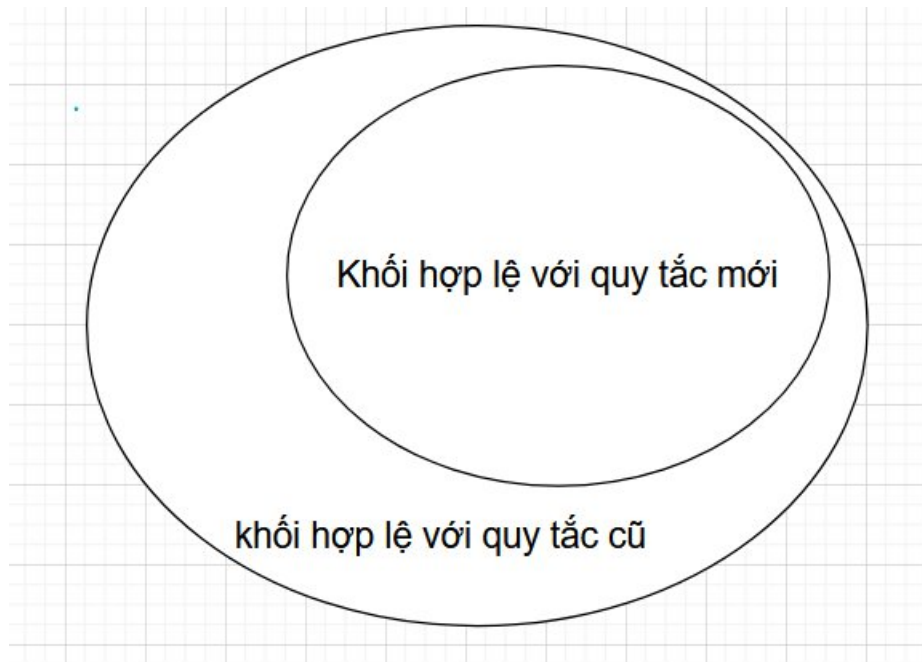 Khối hợp lệ với quy tắc mới
khối hợp lệ với quy tắc cũ